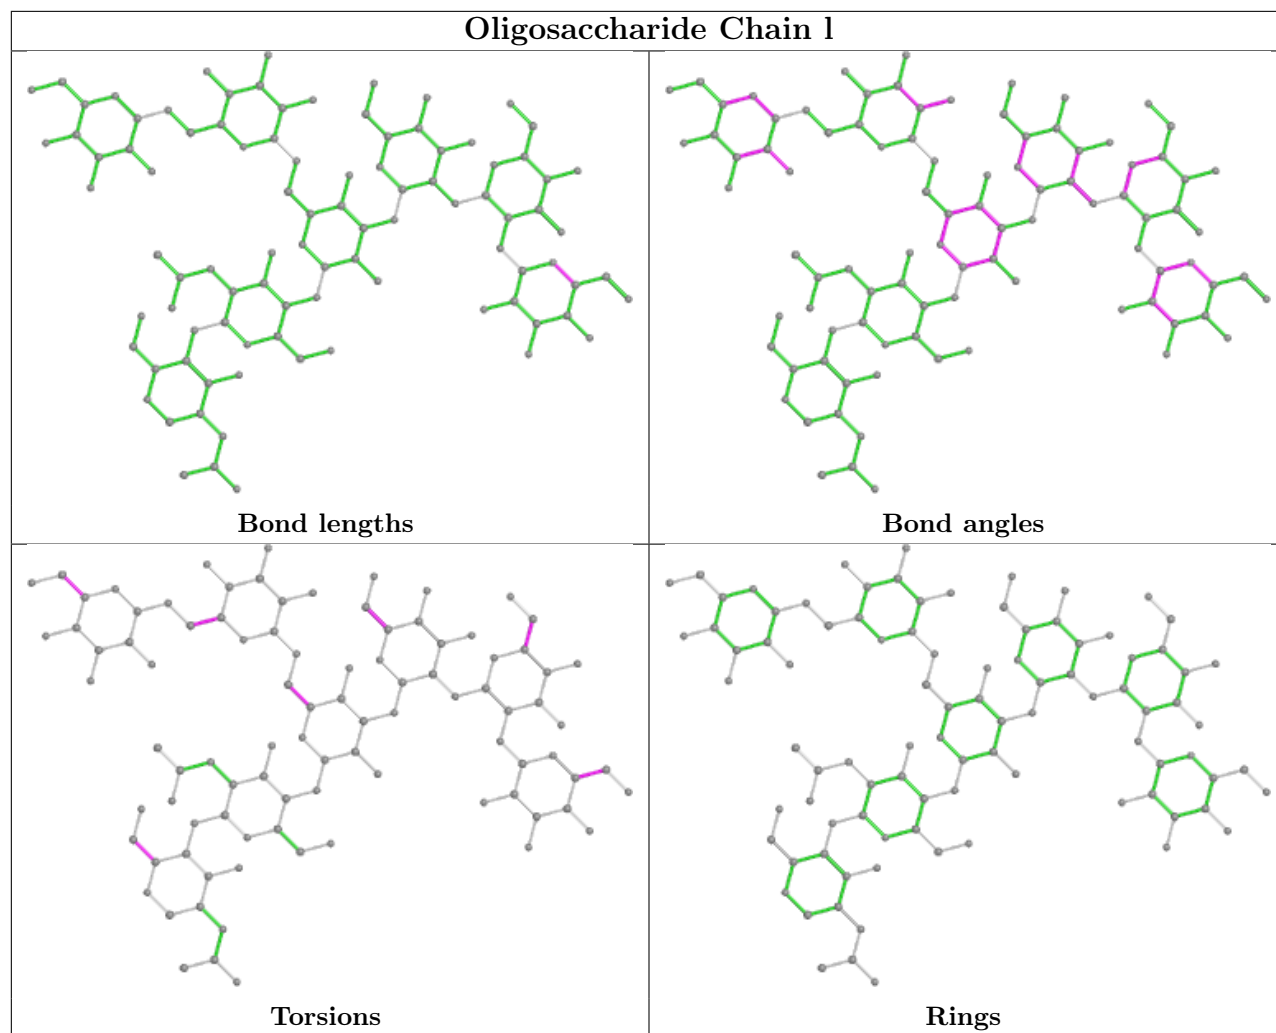 Oligosaccharide Chain l
Bond lengths
Bond angles
Torsions
Rings